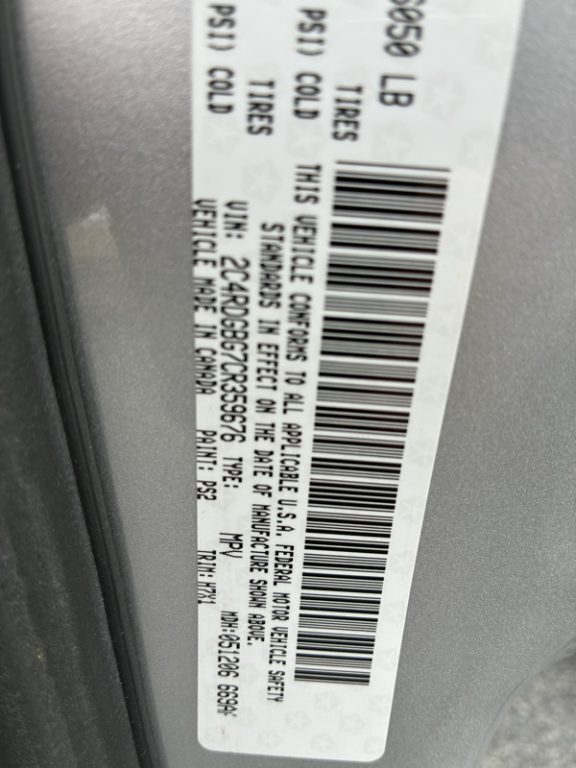 6050 LB
TIRES
PSI) COLD
TIRES
PSI) COLD
THIS VEHICLE CONFORMS TO ALL APPLICABLE U.S.A. FEDERAL MOTOR VEHICLE SAFETY
STANDARDS IN EFFECT ON THE DATE OF MANUFACTURE SHOWN ABOVE.
VIN: 2C4RDGBG7CR359676 TYPE: MPV MDH:051206 669AK
VEHICLE MADE IN CANADA PAINT: PS2 TRIM:H7X1